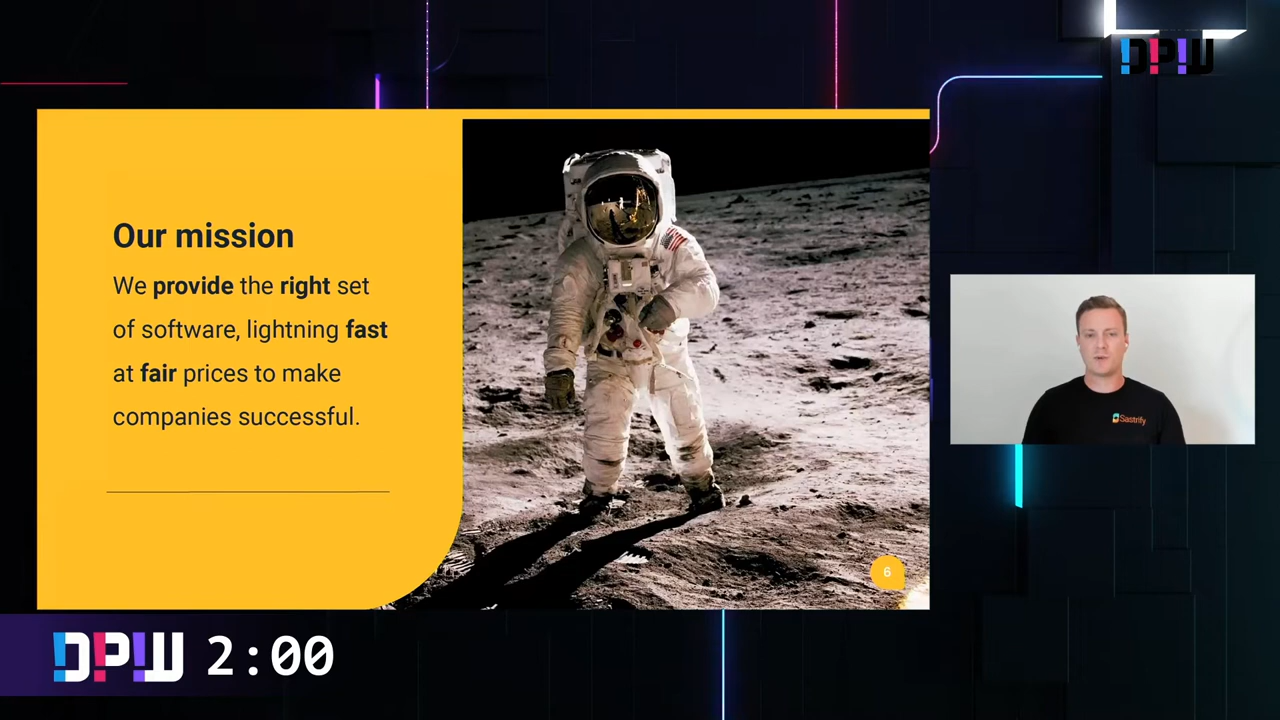 DPW
Our mission
We provide the right set
of software, lightning fast
at fair prices to make
companies successful.
Sastrify
6
DPW 2:00